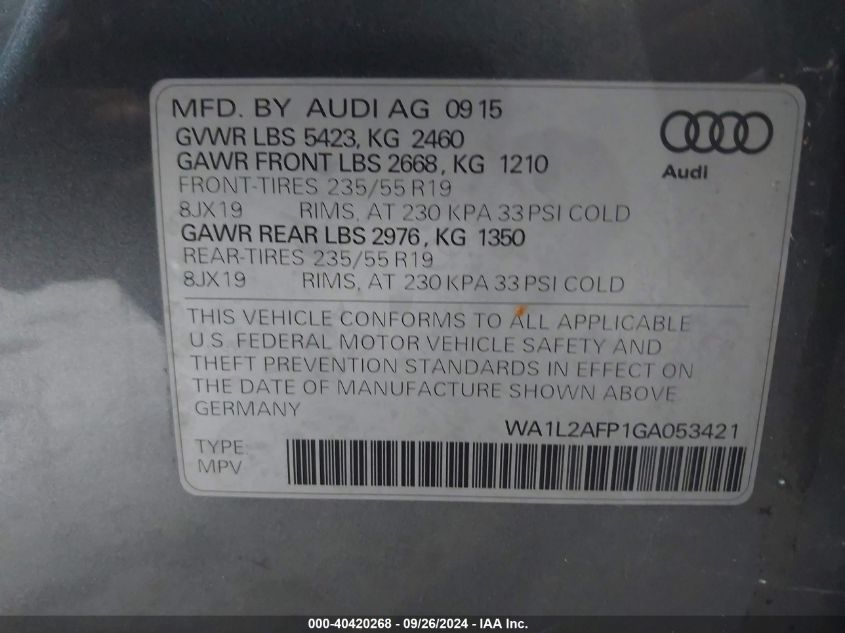 MFD. BY AUDI AG 09 15
GVWR LBS 5423, KG 2460
GAWR FRONT LBS 2668, KG 1210
FRONT-TIRES 235/55 R19
8JX19 RIMS, AT 230 KPA 33 PSI COLD
GAWR REAR LBS 2976, KG 1350
REAR-TIRES 235/55 R19
8JX19 RIMS, AT 230 KPA 33 PSI COLD
Audi
THIS VEHICLE CONFORMS TO ALL APPLICABLE
U.S. FEDERAL MOTOR VEHICLE SAFETY AND
THEFT PREVENTION STANDARDS IN EFFECT ON
THE DATE OF MANUFACTURE SHOWN ABOVE
GERMANY
WA1L2AFP1GA053421
TYPE:
MPV
000-40420268 - 09/26/2024 - IAA Inc.